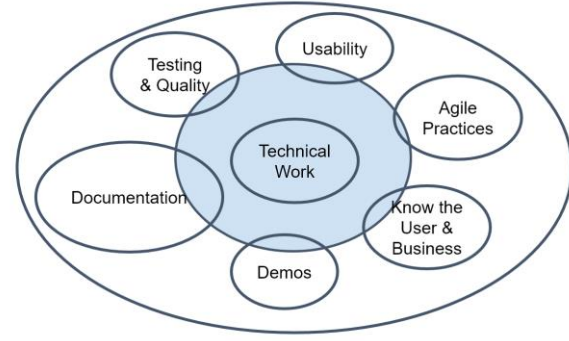 Usability
Testing
& Quality
Agile
Practices
Technical
Work
Documentation
Know the
User &
Business
Demos